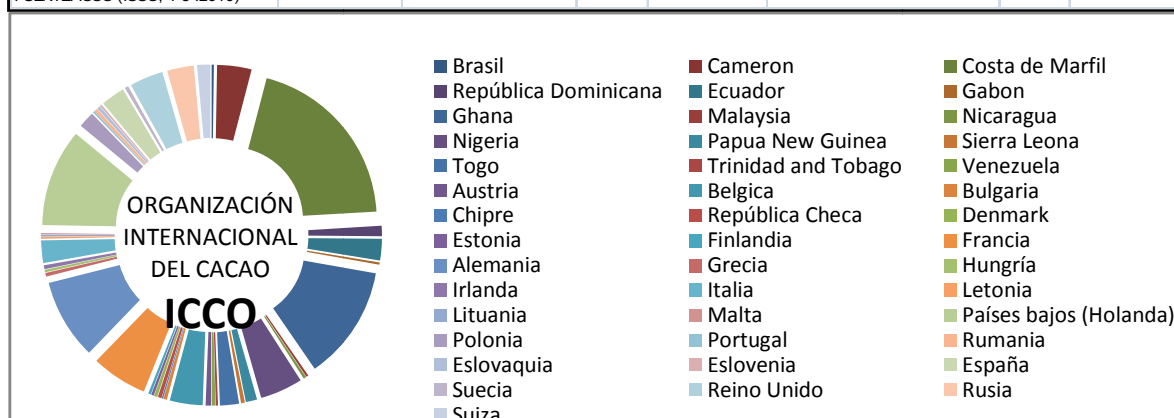 ORGANIZACIÓN
INTERNACIONAL
DEL CACAO
ICCO
Brasil Cameron Costa de Marfil
República Dominicana Ecuador Gabon
Ghana Malaysia Nicaragua
Nigeria Papua New Guinea Sierra Leona
Togo Trinidad and Tobago Venezuela
Austria Belgica Bulgaria
Chipre República Checa Denmark
Estonia Finlandia Francia
Alemania Grecia Hungría
Irlanda Italia Letonia
Lituania Malta Países bajos (Holanda)
Polonia Portugal Rumania
Eslovaquia Eslovenia España
Suecia Reino Unido Rusia
Suiza